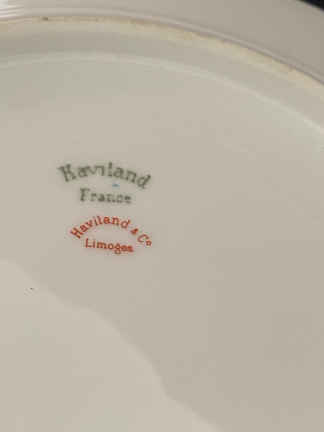 Haviland
France
Haviland & Co
Limoges